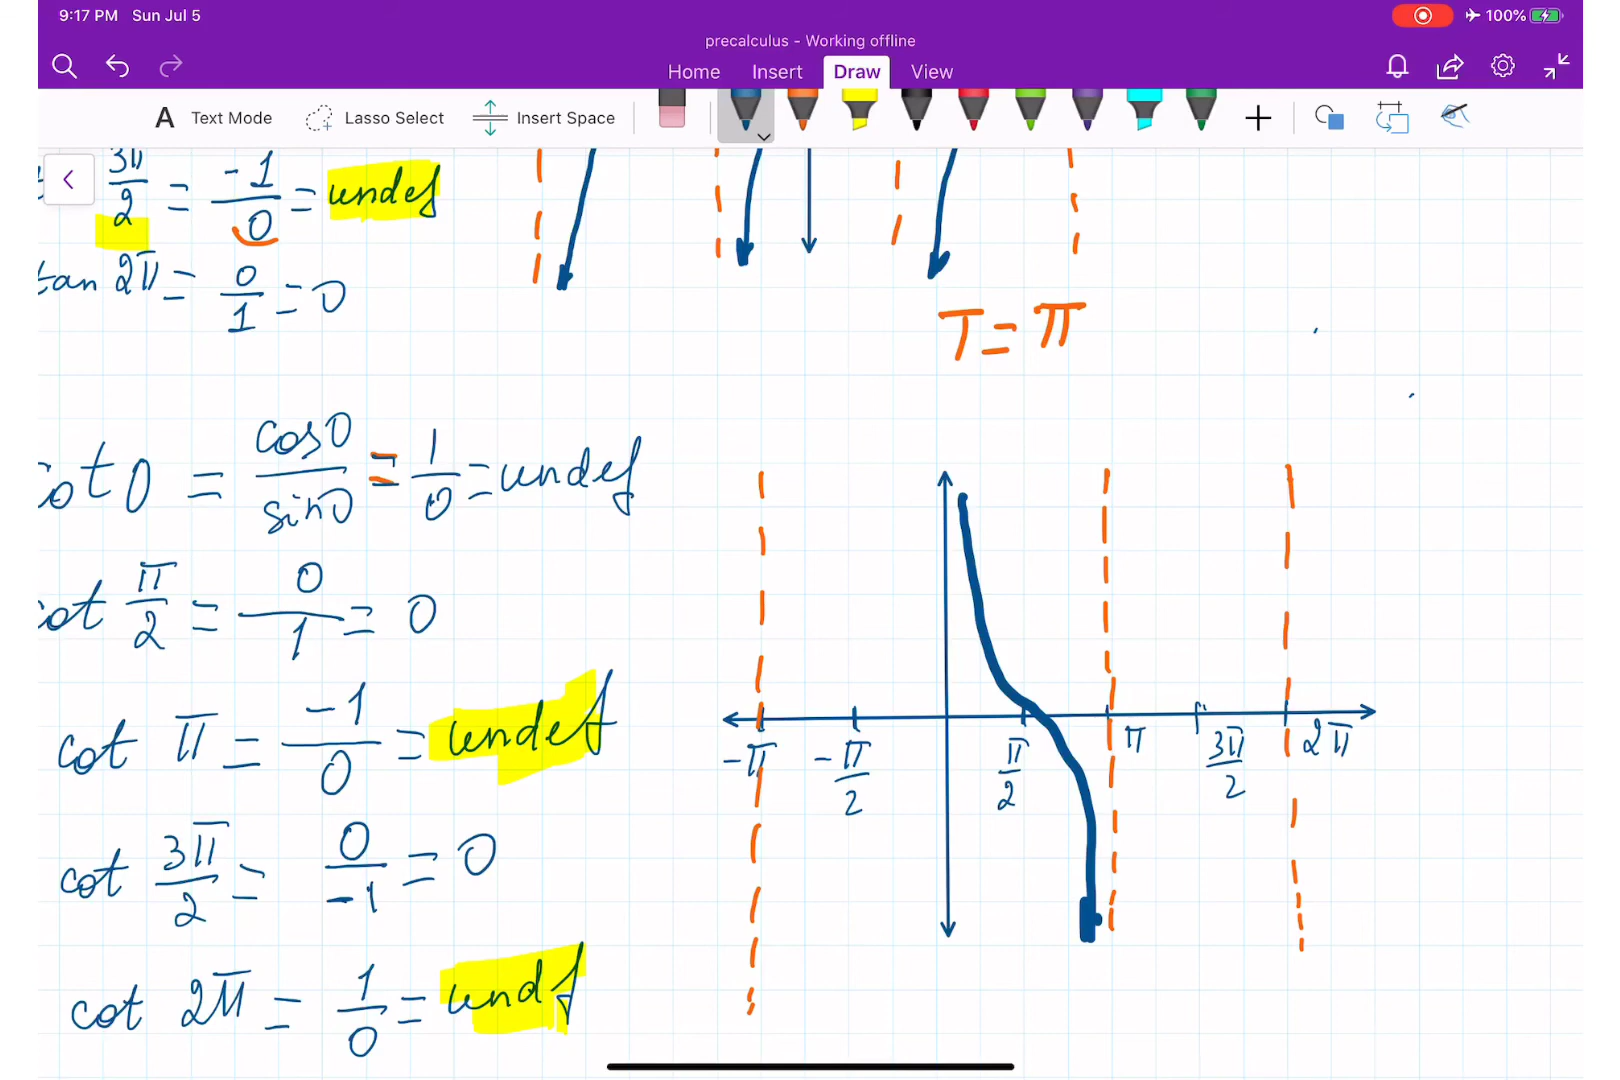 9:17 PM Sun Jul 5
100%
precalculus - Working offline
Home Insert Draw View
A Text Mode Lasso Select Insert Space
3π/2 = -1/0 = undef
tan 2π = 0/1 = 0
T = π
cot 0 = cos0/sin0 = 1/0 = undef
cot π/2 = 0/1 = 0
cot π = -1/0 = undef
cot 3π/2 = 0/-1 = 0
cot 2π = 1/0 = undef
-π -π/2 π/2 π 3π/2 2π